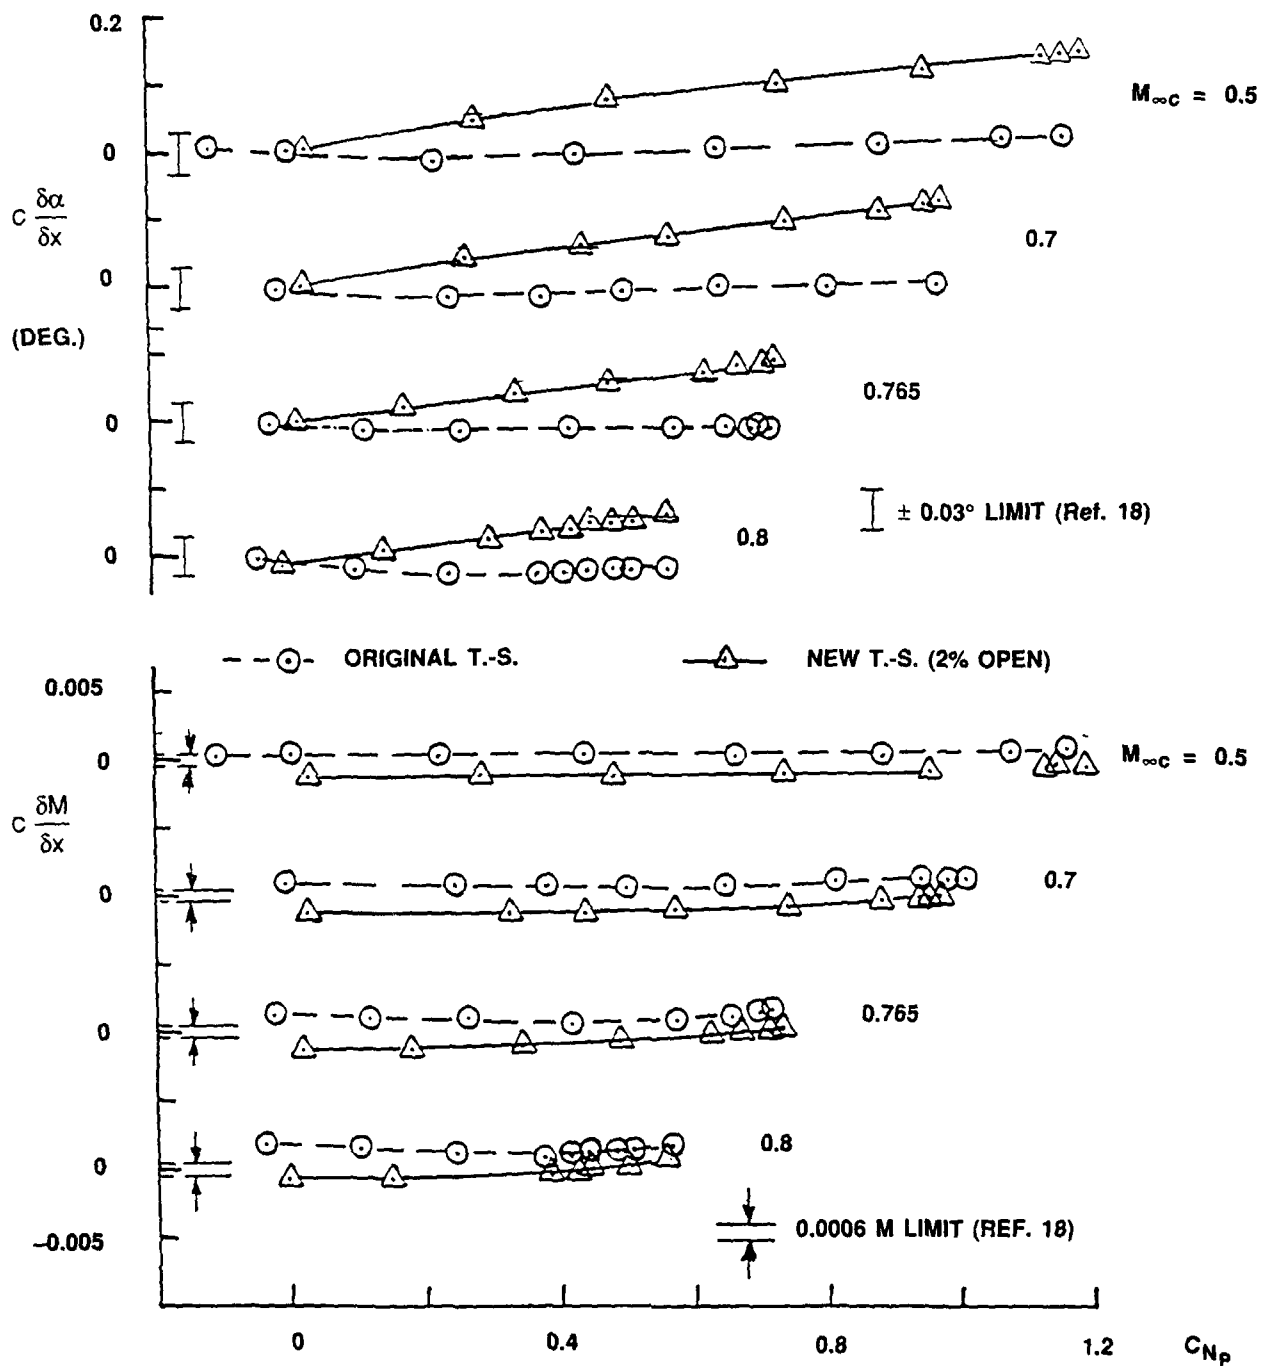 0.2
M∞C = 0.5
0
C δα/δx
0.7
0
(DEG.)
0.765
0
± 0.03° LIMIT (Ref. 18)
0.8
0
ORIGINAL T.-S.
NEW T.-S. (2% OPEN)
0.005
0
M∞C = 0.5
C δM/δx
0.7
0
0.765
0
0.8
0
0.0006 M LIMIT (REF. 18)
-0.005
0
0.4
0.8
1.2
CNP